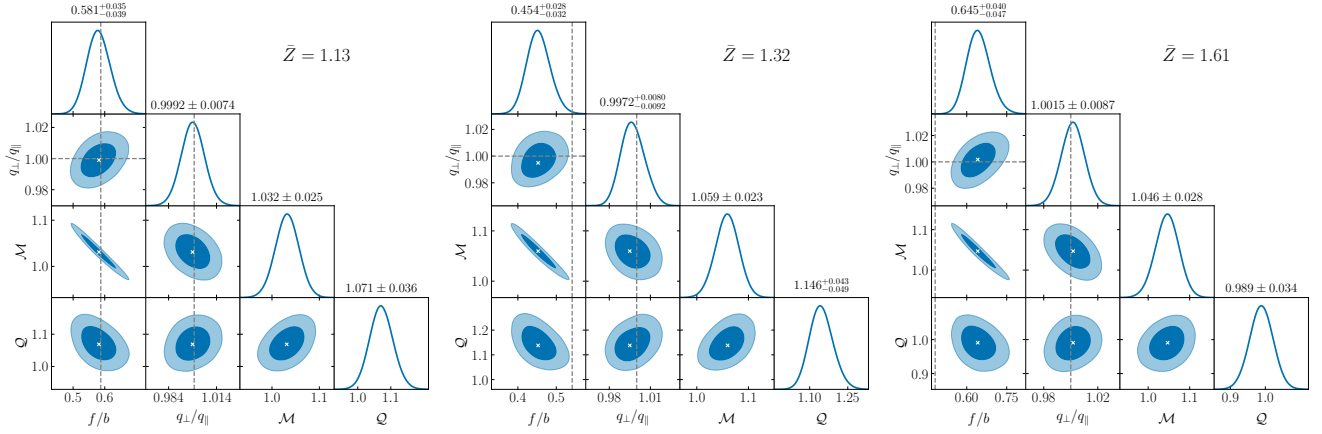 0.581^{+0.035}_{-0.039}
Z̄ = 1.13
0.9992 ± 0.0074
q⊥/q∥
1.02
1.00
0.98
1.032 ± 0.025
ℳ
1.1
1.0
1.071 ± 0.036
𝒬
1.1
1.0
0.5 0.6
0.984 1.014
1.0 1.1
1.0 1.1
f/b q⊥/q∥ ℳ 𝒬
0.454^{+0.028}_{-0.032}
Z̄ = 1.32
0.9972^{+0.0080}_{-0.0092}
q⊥/q∥
1.02
1.00
0.98
1.059 ± 0.023
ℳ
1.1
1.0
1.146^{+0.043}_{-0.049}
𝒬
1.2
1.1
1.0
0.4 0.5
0.981 1.011
1.0 1.1
1.10 1.25
f/b q⊥/q∥ ℳ 𝒬
0.645^{+0.040}_{-0.047}
Z̄ = 1.61
1.0015 ± 0.0087
q⊥/q∥
1.02
1.00
0.98
1.046 ± 0.028
ℳ
1.1
1.0
0.989 ± 0.034
𝒬
1.0
0.9
0.60 0.75
0.98 1.02
1.0 1.1
0.9 1.0
f/b q⊥/q∥ ℳ 𝒬